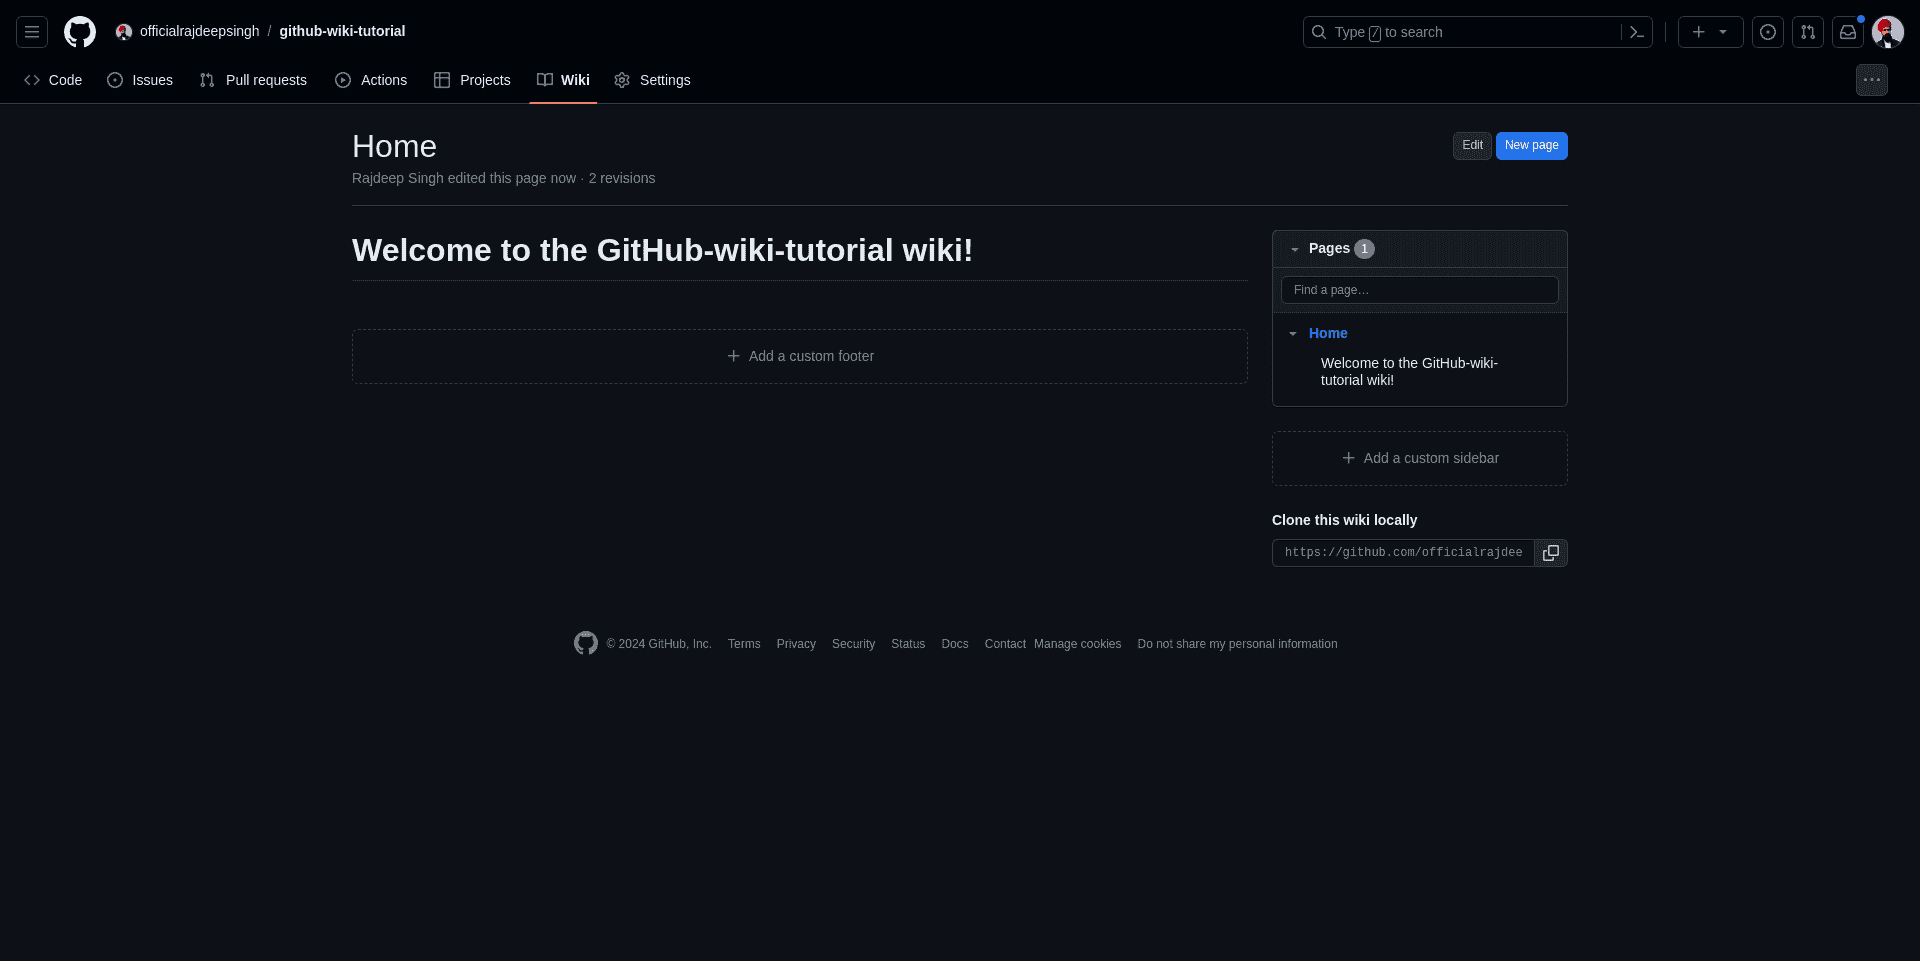 officialrajdeepsingh / github-wiki-tutorial
Type / to search
Code Issues Pull requests Actions Projects Wiki Settings
Home
Edit New page
Rajdeep Singh edited this page now · 2 revisions
Welcome to the GitHub-wiki-tutorial wiki!
Add a custom footer
Pages 1
Find a page…
Home
Welcome to the GitHub-wiki-
tutorial wiki!
Add a custom sidebar
Clone this wiki locally
https://github.com/officialrajdee
© 2024 GitHub, Inc. Terms Privacy Security Status Docs Contact Manage cookies Do not share my personal information